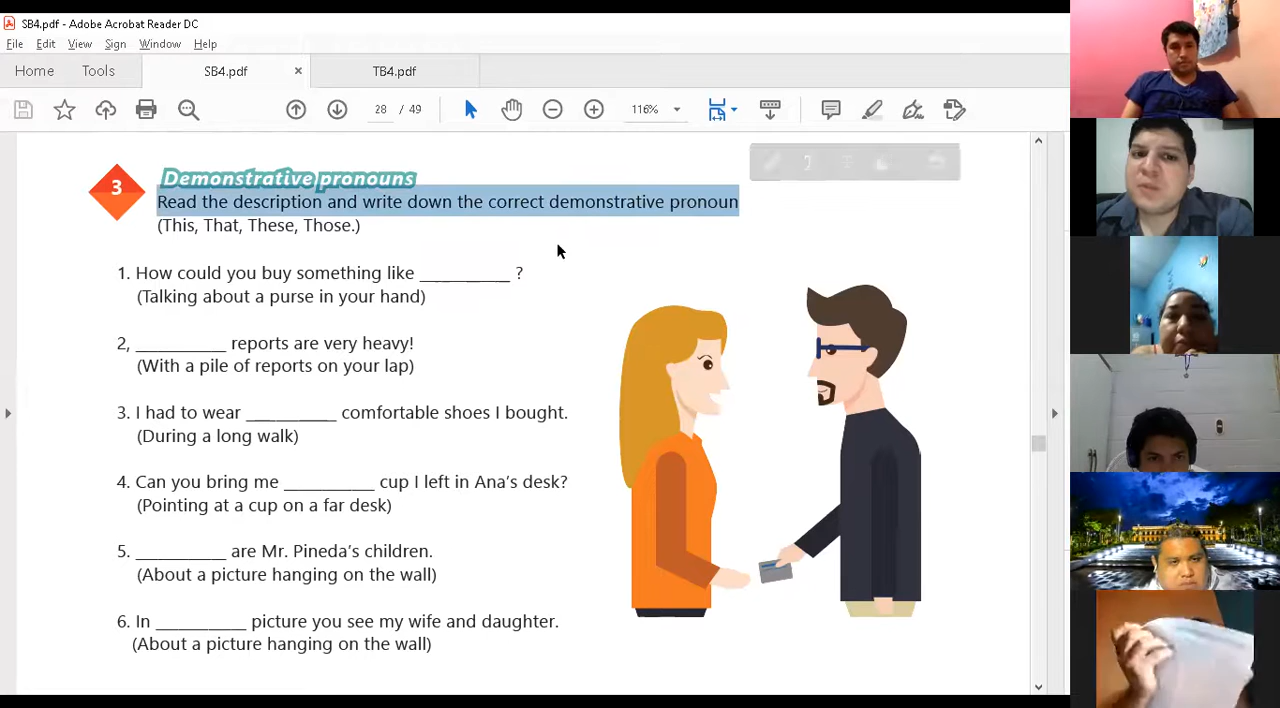 SB4.pdf - Adobe Acrobat Reader DC
File Edit View Sign Window Help
Home Tools SB4.pdf × TB4.pdf
28 / 49 116%
3
Demonstrative pronouns
Read the description and write down the correct demonstrative pronoun
(This, That, These, Those.)
1. How could you buy something like __________ ?
(Talking about a purse in your hand)
2, __________ reports are very heavy!
(With a pile of reports on your lap)
3. I had to wear __________ comfortable shoes I bought.
(During a long walk)
4. Can you bring me __________ cup I left in Ana's desk?
(Pointing at a cup on a far desk)
5. __________ are Mr. Pineda's children.
(About a picture hanging on the wall)
6. In __________ picture you see my wife and daughter.
(About a picture hanging on the wall)